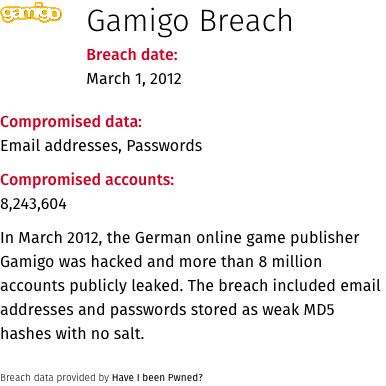 gamigo
Gamigo Breach
Breach date:
March 1, 2012
Compromised data:
Email addresses, Passwords
Compromised accounts:
8,243,604
In March 2012, the German online game publisher
Gamigo was hacked and more than 8 million
accounts publicly leaked. The breach included email
addresses and passwords stored as weak MD5
hashes with no salt.
Breach data provided by Have I been Pwned?